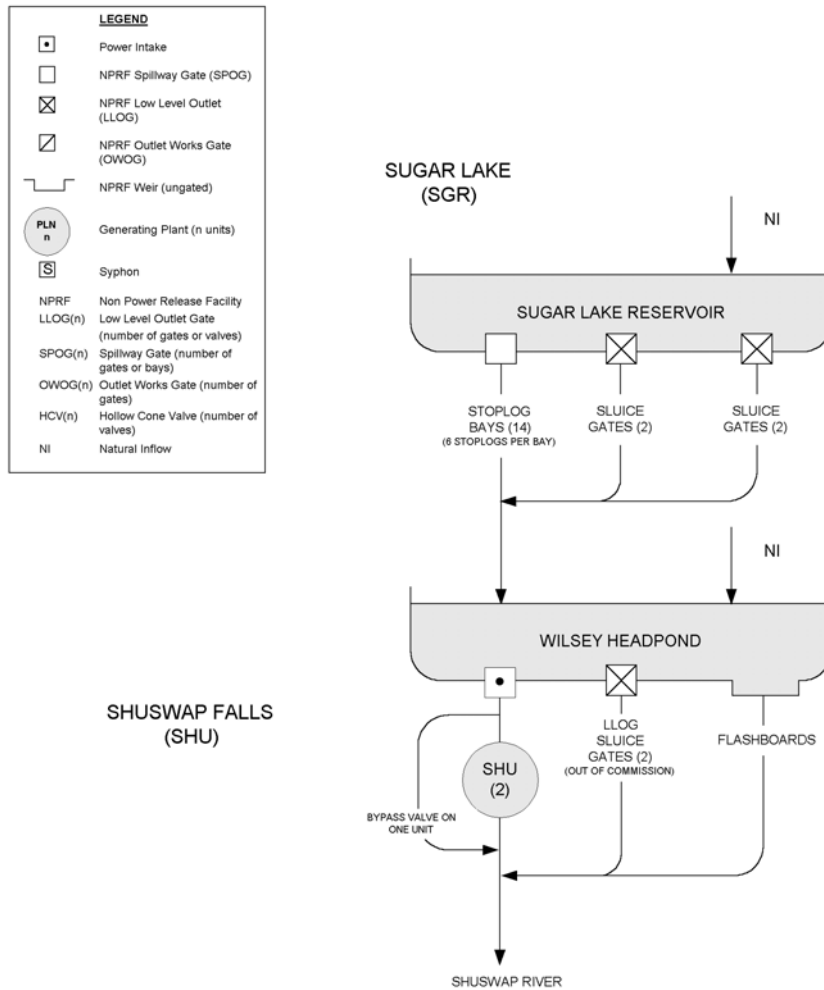 LEGEND
Power Intake
NPRF Spillway Gate (SPOG)
NPRF Low Level Outlet
(LLOG)
NPRF Outlet Works Gate
(OWOG)
NPRF Weir (ungated)
PLN
n
Generating Plant (n units)
S
Syphon
NPRF Non Power Release Facility
LLOG(n) Low Level Outlet Gate
(number of gates or valves)
SPOG(n) Spillway Gate (number of
gates or bays)
OWOG(n) Outlet Works Gate (number of
gates)
HCV(n) Hollow Cone Valve (number of
valves)
NI Natural Inflow
SUGAR LAKE
(SGR)
NI
SUGAR LAKE RESERVOIR
STOPLOG
BAYS (14)
(6 STOPLOGS PER BAY)
SLUICE
GATES (2)
SLUICE
GATES (2)
NI
WILSEY HEADPOND
SHUSWAP FALLS
(SHU)
SHU
(2)
BYPASS VALVE ON
ONE UNIT
LLOG
SLUICE
GATES (2)
(OUT OF COMMISSION)
FLASHBOARDS
SHUSWAP RIVER